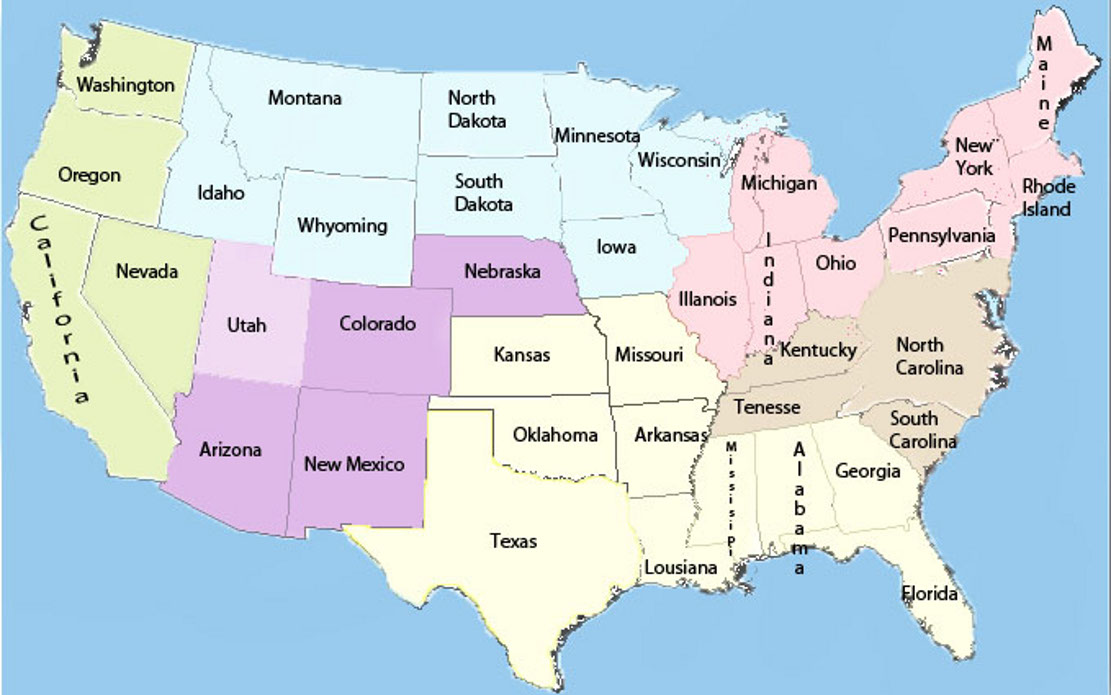 Washington
Montana
North
Dakota
Minnesota
Maine
Oregon
Idaho
Wisconsin
New¨
York
South
Dakota
Michigan
Rhode
Island
Whyoming
California
Iowa
Pennsylvania
Nevada
Nebraska
Indiana
Ohio
Illanois
Utah
Colorado
Kansas
Missouri
Kentucky
North
Carolina
Tenesse
Arizona
New Mexico
Oklahoma
Arkansas
Mississipi
Alabama
South
Carolina
Georgia
Texas
Lousiana
Florida